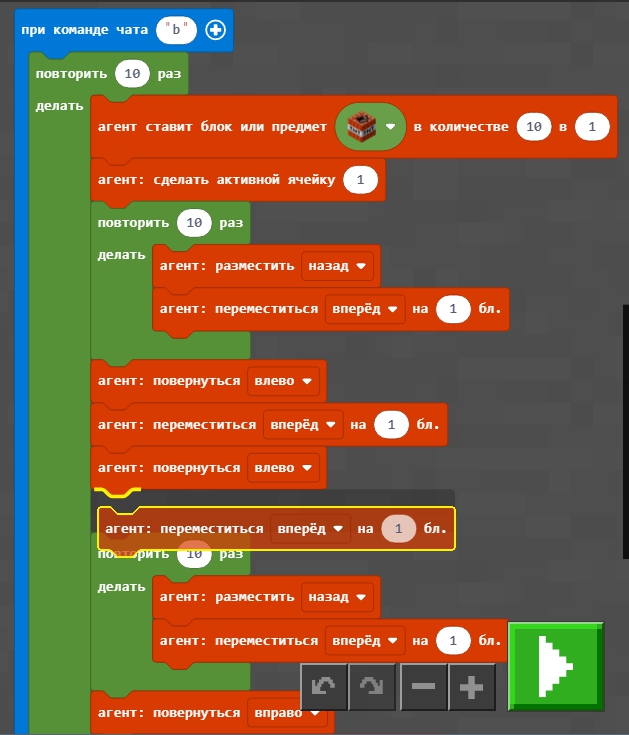 при команде чата "b"
повторить 10 раз
делать
агент ставит блок или предмет в количестве 10 в 1
агент: сделать активной ячейку 1
повторить 10 раз
делать
агент: разместить назад
агент: переместиться вперёд на 1 бл.
агент: повернуться влево
агент: переместиться вперёд на 1 бл.
агент: повернуться влево
агент: переместиться вперёд на 1 бл.
повторить 10 раз
делать
агент: разместить назад
агент: переместиться вперёд на 1 бл.
агент: повернуться вправо